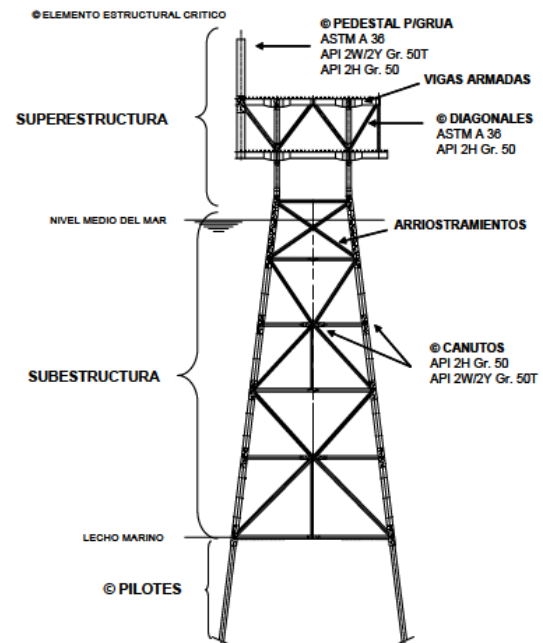 © ELEMENTO ESTRUCTURAL CRITICO
© PEDESTAL P/GRUA
ASTM A 36
API 2W/2Y Gr. 50T
API 2H Gr. 50
VIGAS ARMADAS
SUPERESTRUCTURA
© DIAGONALES
ASTM A 36
API 2H Gr. 50
NIVEL MEDIO DEL MAR
ARRIOSTRAMIENTOS
© CANUTOS
API 2H Gr. 50
API 2W/2Y Gr. 50T
SUBESTRUCTURA
LECHO MARINO
© PILOTES